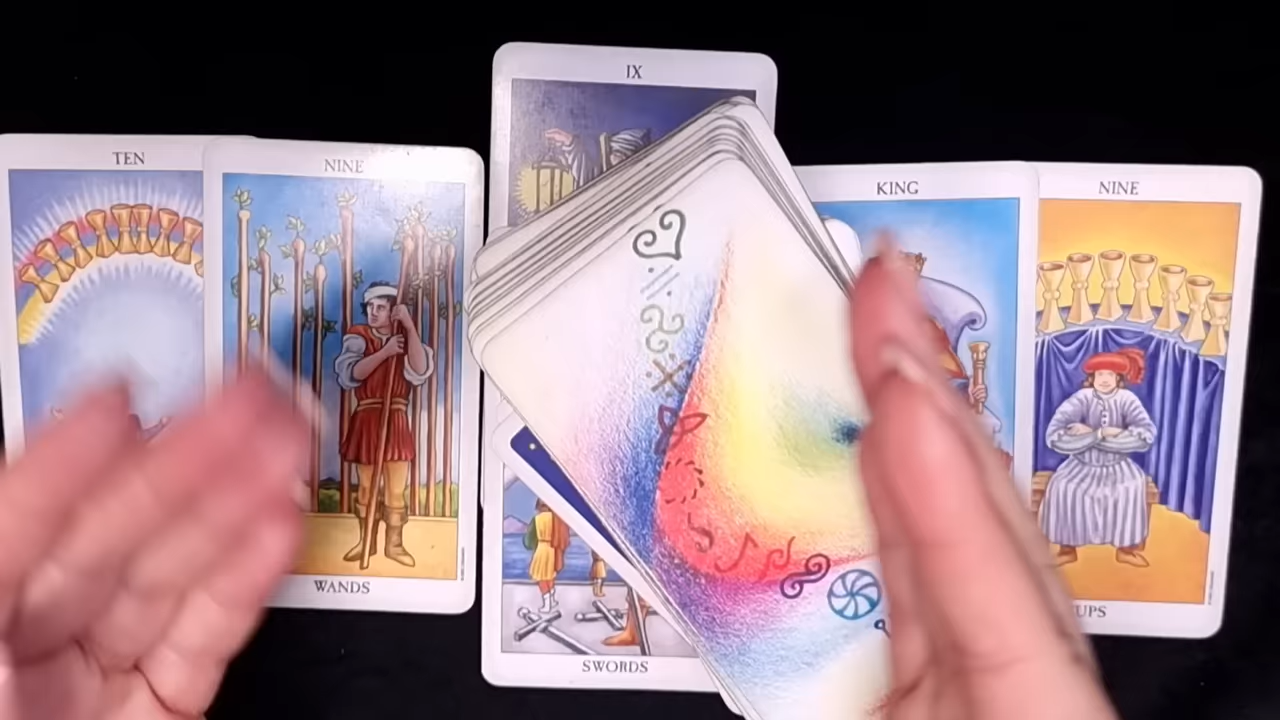 IX
TEN
NINE
KING
NINE
WANDS
UPS
SWORDS